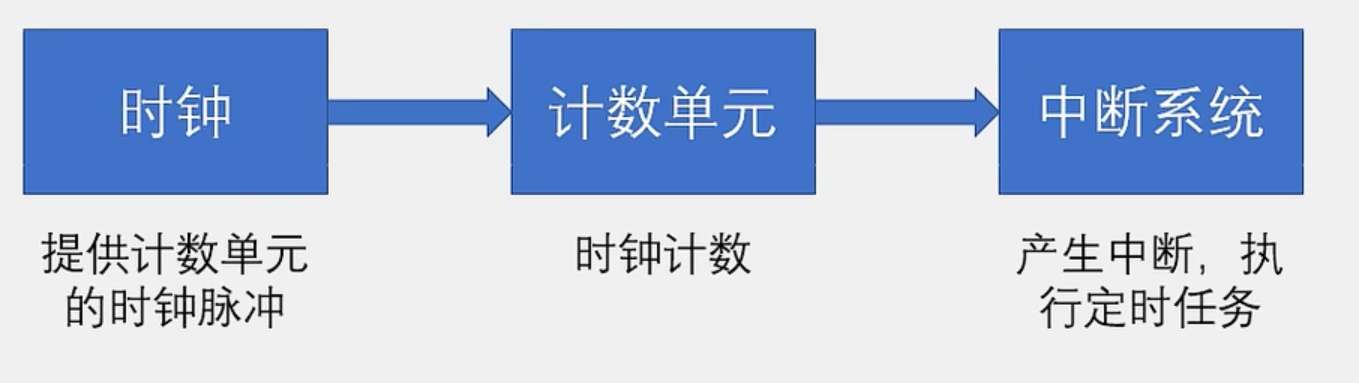 时钟
计数单元
中断系统
提供计数单元
的时钟脉冲
时钟计数
产生中断，执
行定时任务